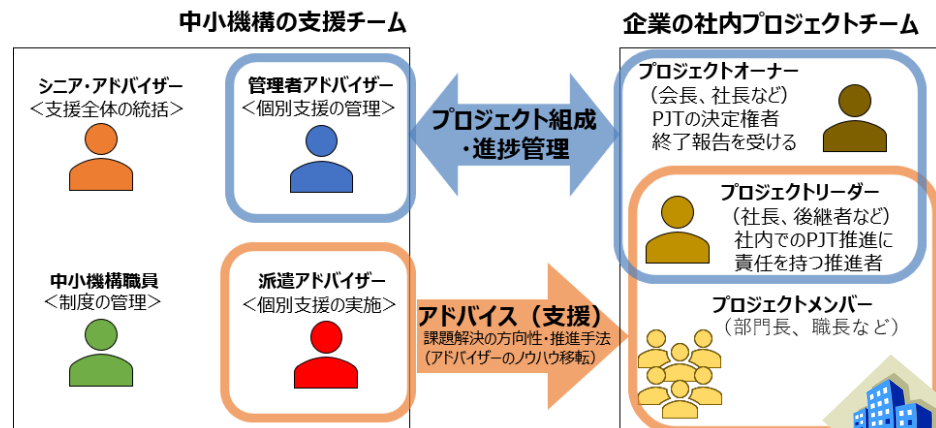 中小機構の支援チーム
シニア・アドバイザー
<支援全体の統括>
管理者アドバイザー
<個別支援の管理>
中小機構職員
<制度の管理>
派遣アドバイザー
<個別支援の実施>
プロジェクト組成
・進捗管理
アドバイス（支援）
課題解決の方向性・推進手法
（アドバイザーのノウハウ移転）
企業の社内プロジェクトチーム
プロジェクトオーナー
（会長、社長など）
PJTの決定権者
終了報告を受ける
プロジェクトリーダー
（社長、後継者など）
社内でのPJT推進に
責任を持つ推進者
プロジェクトメンバー
（部門長、職長など）